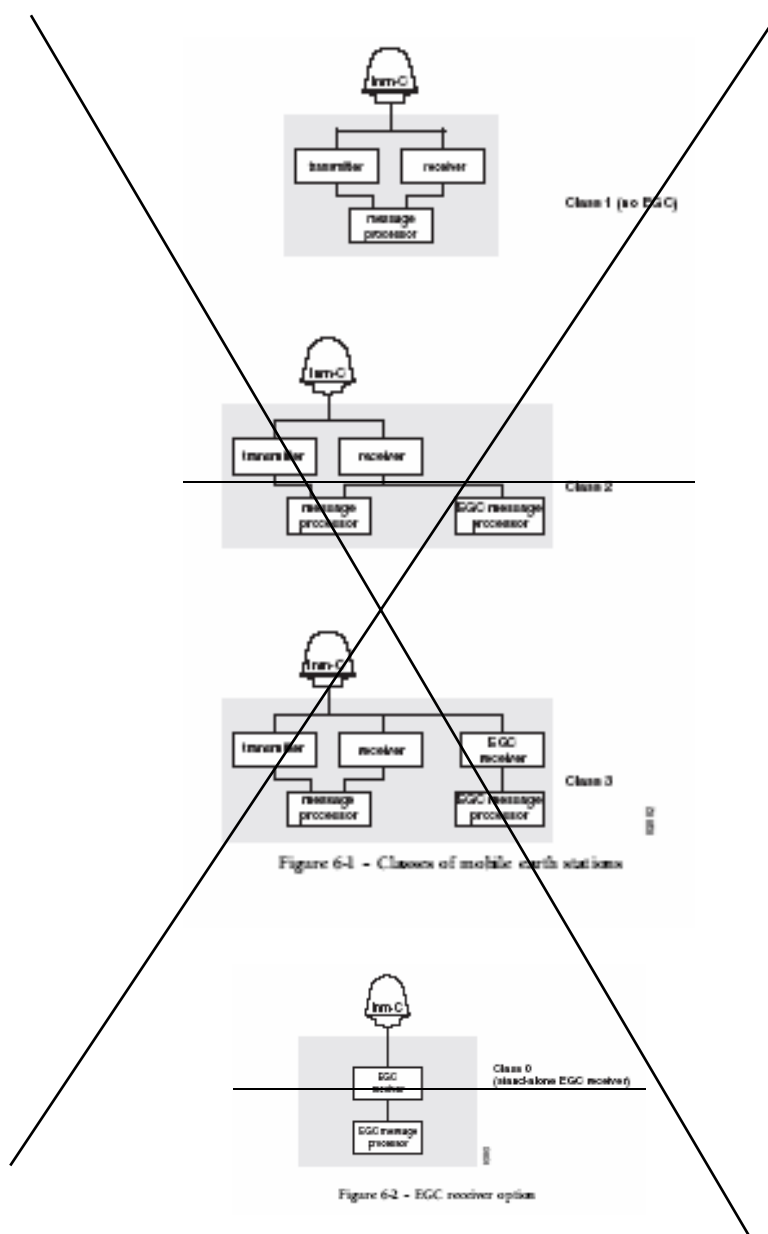 Inm-C
transmitter receiver
message
processor
Class 1 (no EGC)
Inm-C
transmitter receiver
message
processor
EGC message
processor
Class 2
Inm-C
transmitter receiver
EGC
receiver
message
processor
EGC message
processor
Class 3
Figure 6-1 - Classes of mobile earth stations
Inm-C
EGC
receiver
EGC message
processor
Class 0
(stand-alone EGC receiver)
Figure 6-2 - EGC receiver option